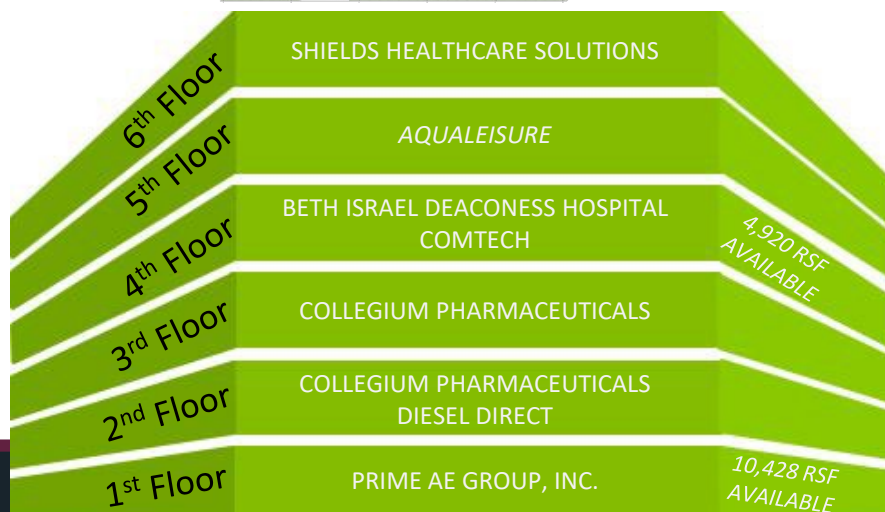 6th Floor
SHIELDS HEALTHCARE SOLUTIONS
5th Floor
AQUALEISURE
4th Floor
BETH ISRAEL DEACONESS HOSPITAL
COMTECH
4,920 RSF
AVAILABLE
3rd Floor
COLLEGIUM PHARMACEUTICALS
2nd Floor
COLLEGIUM PHARMACEUTICALS
DIESEL DIRECT
1st Floor
PRIME AE GROUP, INC.
10,428 RSF
AVAILABLE